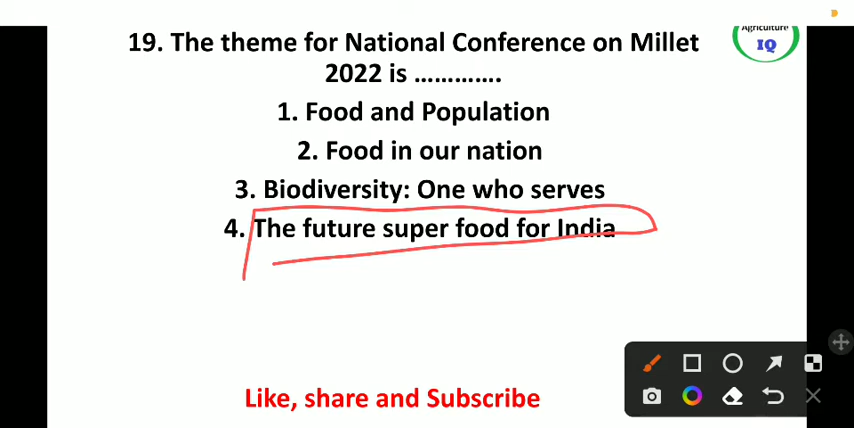 Agriculture
IQ
19. The theme for National Conference on Millet
2022 is ………….
1. Food and Population
2. Food in our nation
3. Biodiversity: One who serves
4. The future super food for India
Like, share and Subscribe